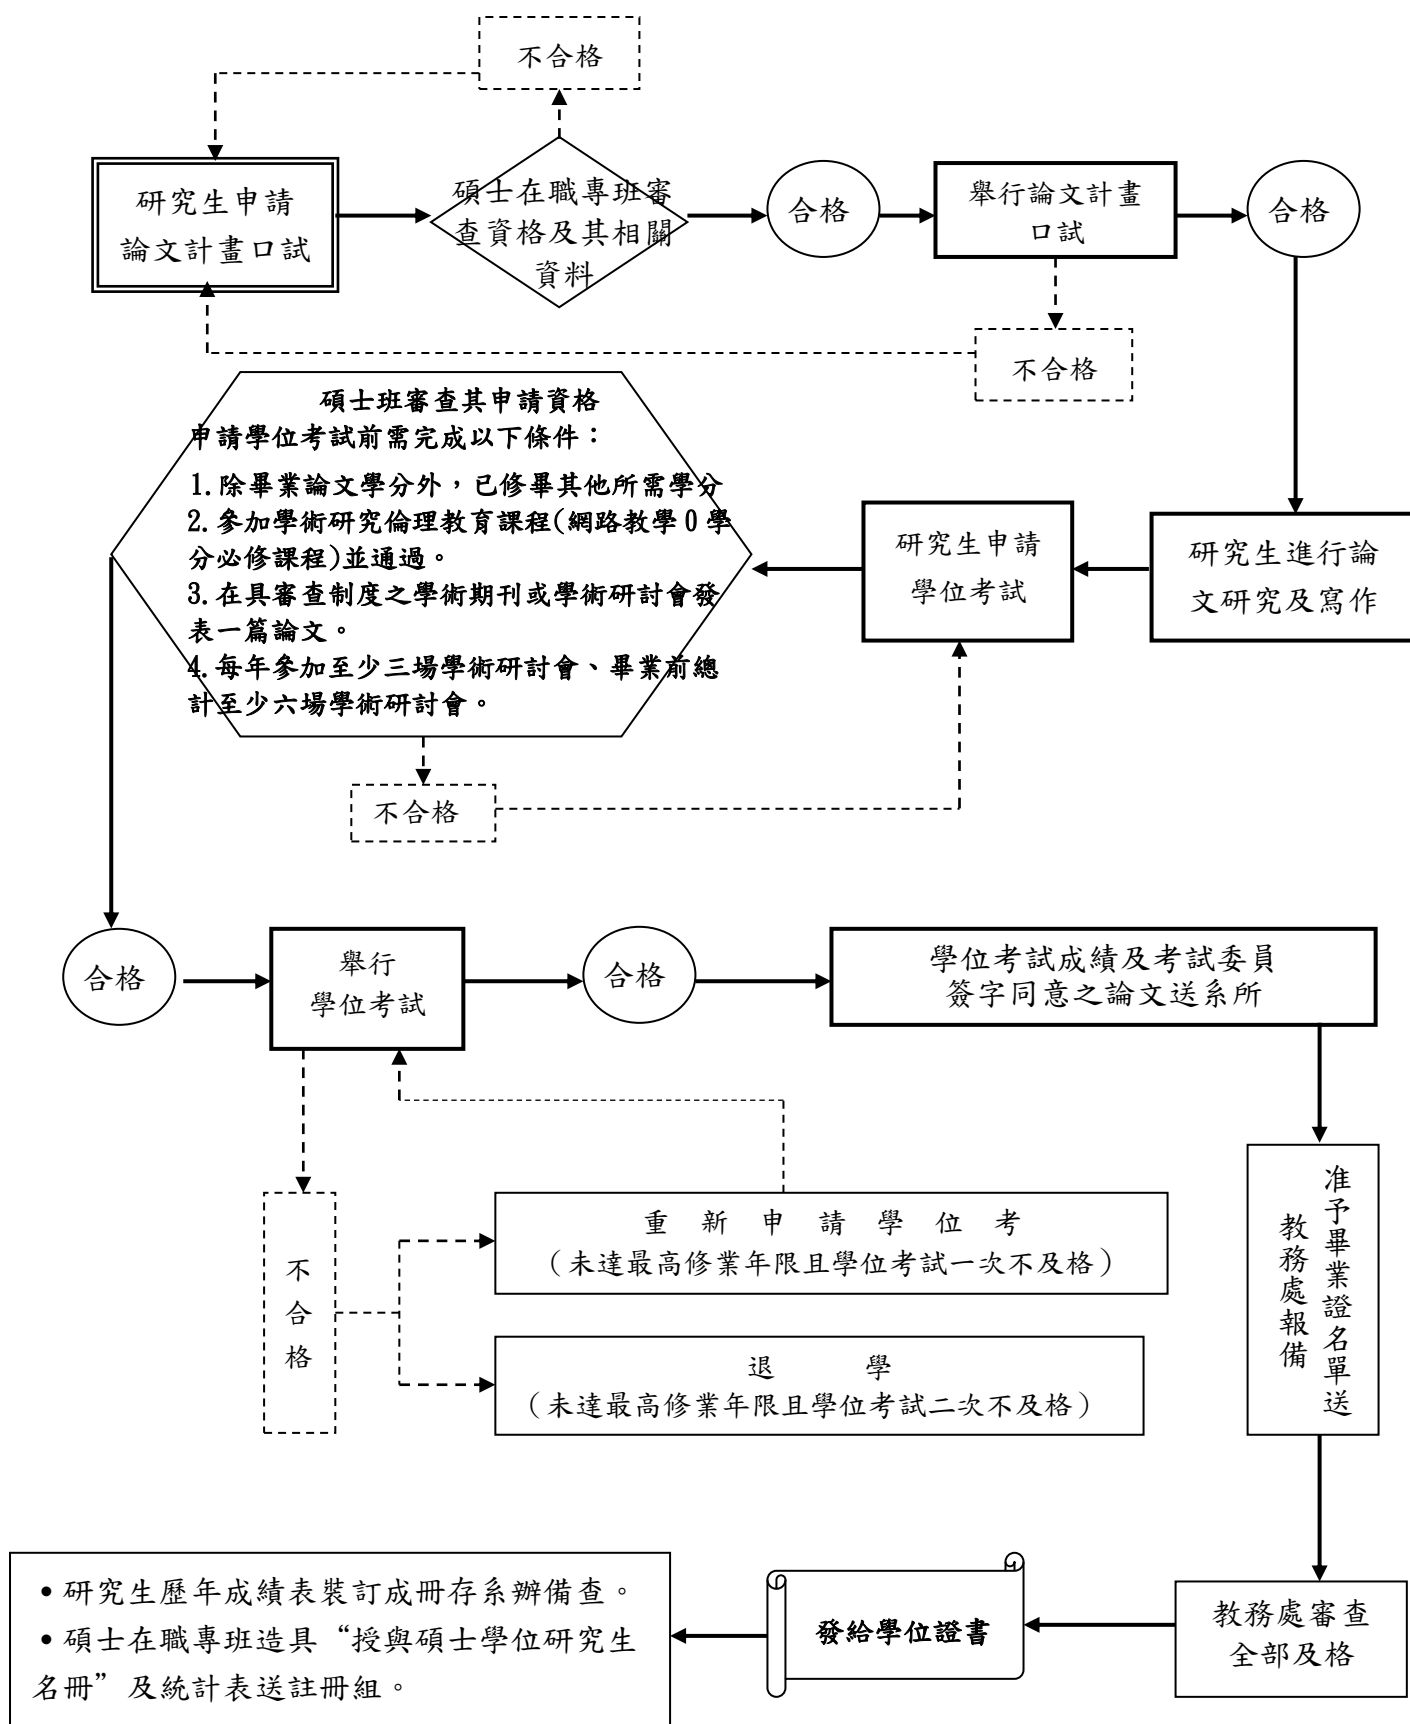 不合格
研究生申請
論文計畫口試
碩士在職專班審
查資格及其相關
資料
合格
舉行論文計畫
口試
合格
不合格
碩士班審查其申請資格
申請學位考試前需完成以下條件：
1.除畢業論文學分外，已修畢其他所需學分
2.參加學術研究倫理教育課程(網路教學0學
分必修課程)並通過。
3.在具審查制度之學術期刊或學術研討會發
表一篇論文。
4.每年參加至少三場學術研討會、畢業前總
計至少六場學術研討會。
研究生申請
學位考試
研究生進行論
文研究及寫作
不合格
合格
舉行
學位考試
合格
學位考試成績及考試委員
簽字同意之論文送系所
不合格
重新申請學位考
（未達最高修業年限且學位考試一次不及格）
退學
（未達最高修業年限且學位考試二次不及格）
准予畢業證名單送
教務處報備
•研究生歷年成績表裝訂成冊存系辦備查。
•碩士在職專班造具“授與碩士學位研究生
名冊”及統計表送註冊組。
發給學位證書
教務處審查
全部及格